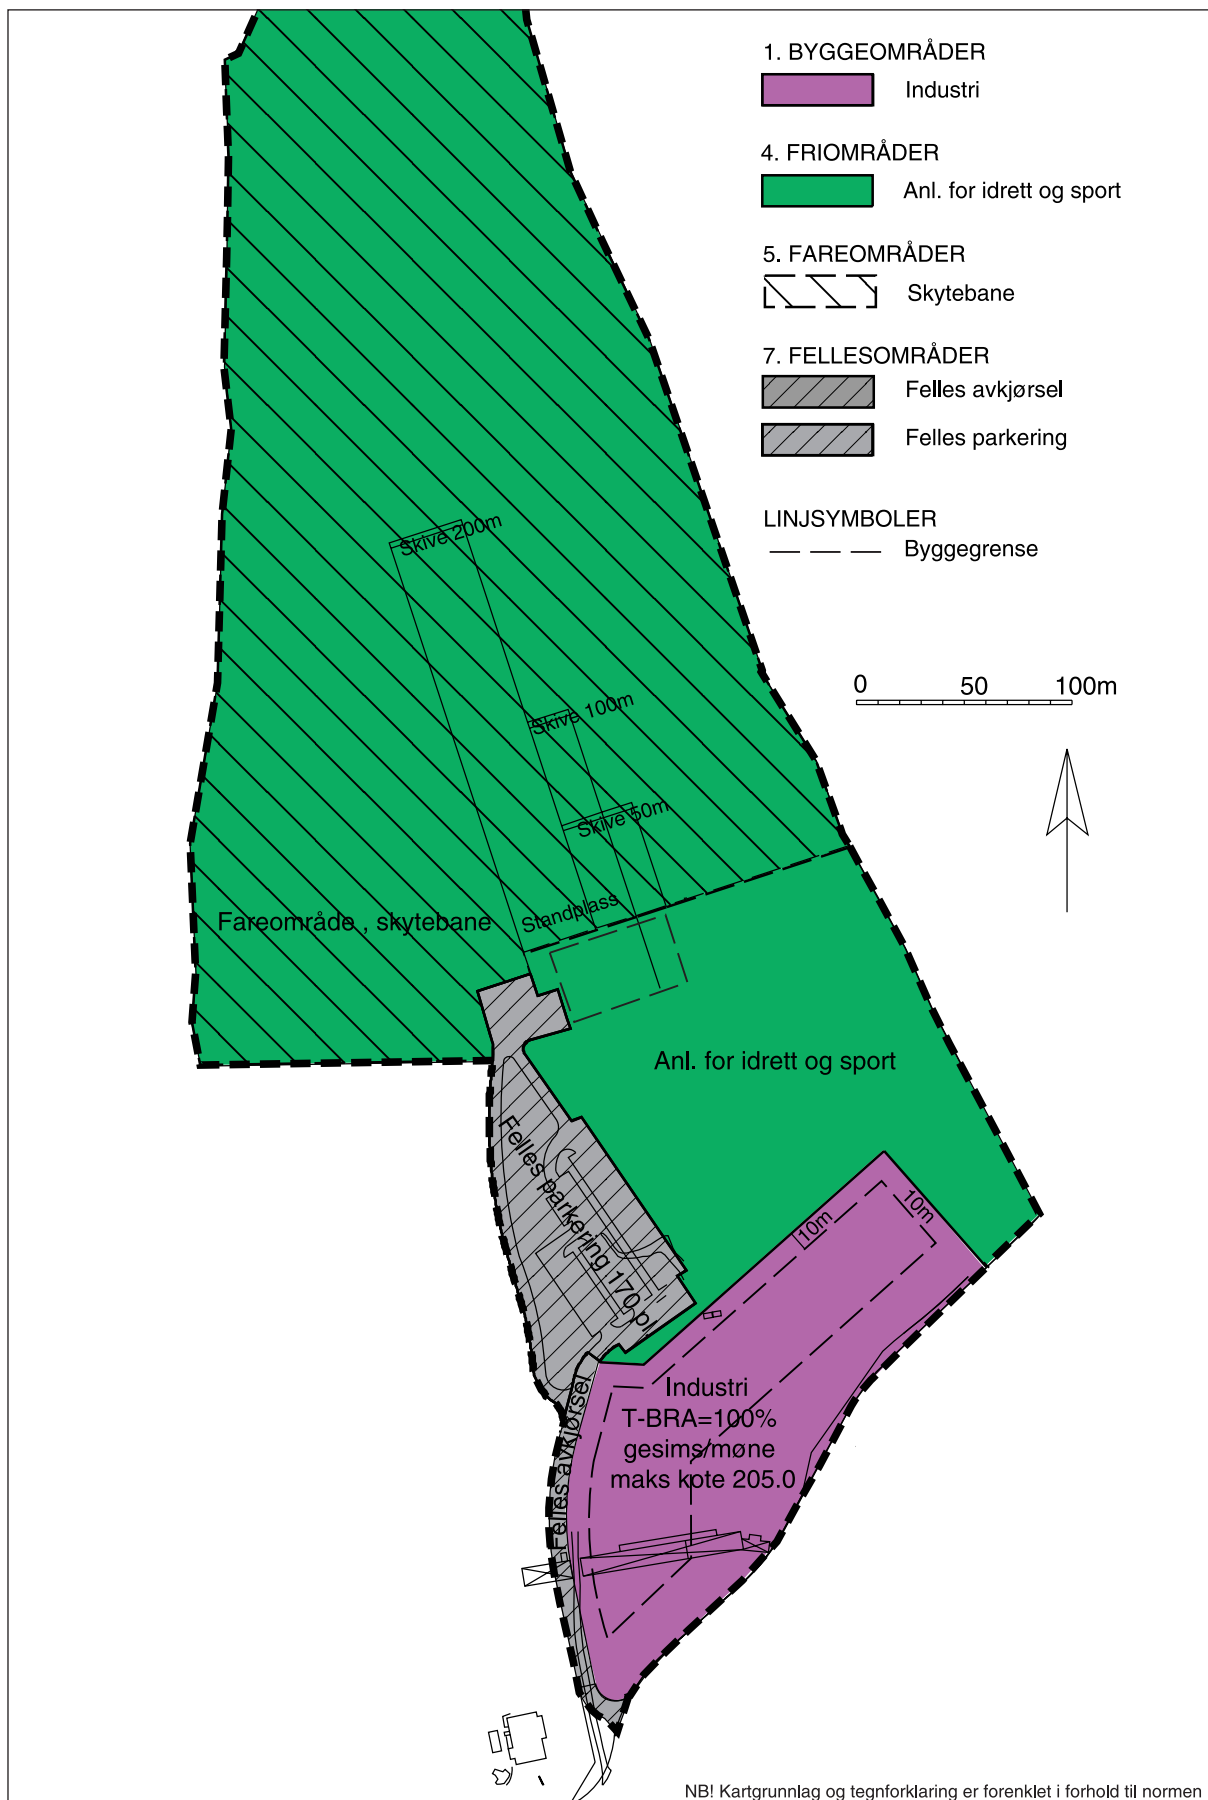 1. BYGGEOMRÅDER
Industri
4. FRIOMRÅDER
Anl. for idrett og sport
5. FAREOMRÅDER
Skytebane
7. FELLESOMRÅDER
Felles avkjørsel
Felles parkering
LINJSYMBOLER
Byggegrense
0 50 100m
Skive 200m
Skive 100m
Skive 50m
Standplass
Fareområde , skytebane
Anl. for idrett og sport
Felles parkering 170 pl
10m
10m
Industri
T-BRA=100%
gesims/møne
maks kote 205.0
Felles avkjørsel
NB! Kartgrunnlag og tegnforklaring er forenklet i forhold til normen